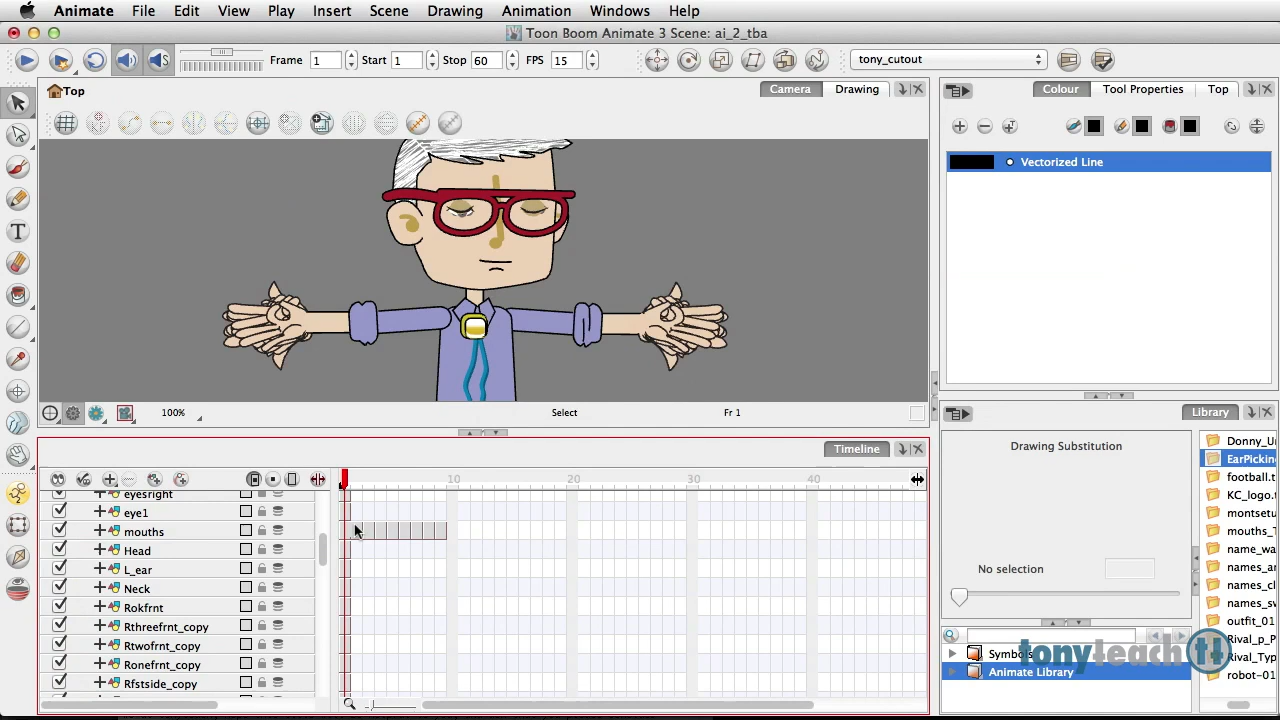 Animate File Edit View Play Insert Scene Drawing Animation Windows Help
Toon Boom Animate 3 Scene: ai_2_tba
Frame 1 Start 1 Stop 60 FPS 15 tony_cutout
Top Camera Drawing
Colour Tool Properties Top
Vectorized Line
100% Select Fr 1
Library
Timeline
Drawing Substitution
No selection
10 20 30 40
eyesright
eye1
mouths
Head
L_ear
Neck
Rokfrnt
Rthreefrnt_copy
Rtwofrnt_copy
Ronefrnt_copy
Rfstside_copy
Symbols
Animate Library
Donny_U
EarPickin
football.t
KC_logo.t
montsetu
mouths_T
name_wa
names_ar
names_cl
names_sv
outfit_01
Rival_p_P
Rival_Typ
robot-01
tonyteach tt